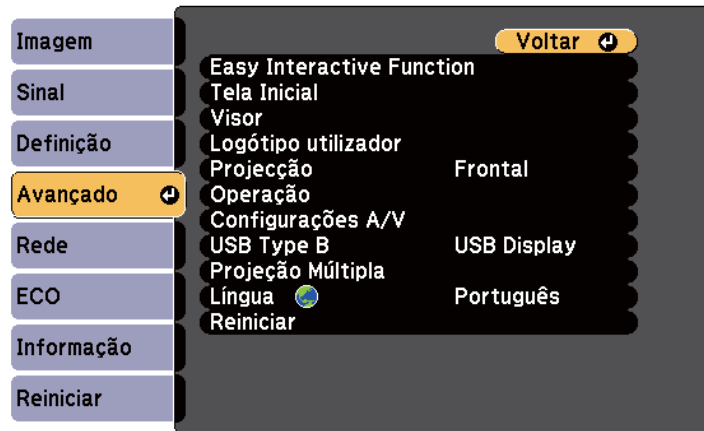 Imagem
Sinal
Definição
Avançado
Rede
ECO
Informação
Reiniciar
Voltar
Easy Interactive Function
Tela Inicial
Visor
Logótipo utilizador
Projecção Frontal
Operação
Configurações A/V
USB Type B USB Display
Projeção Múltipla
Língua Português
Reiniciar